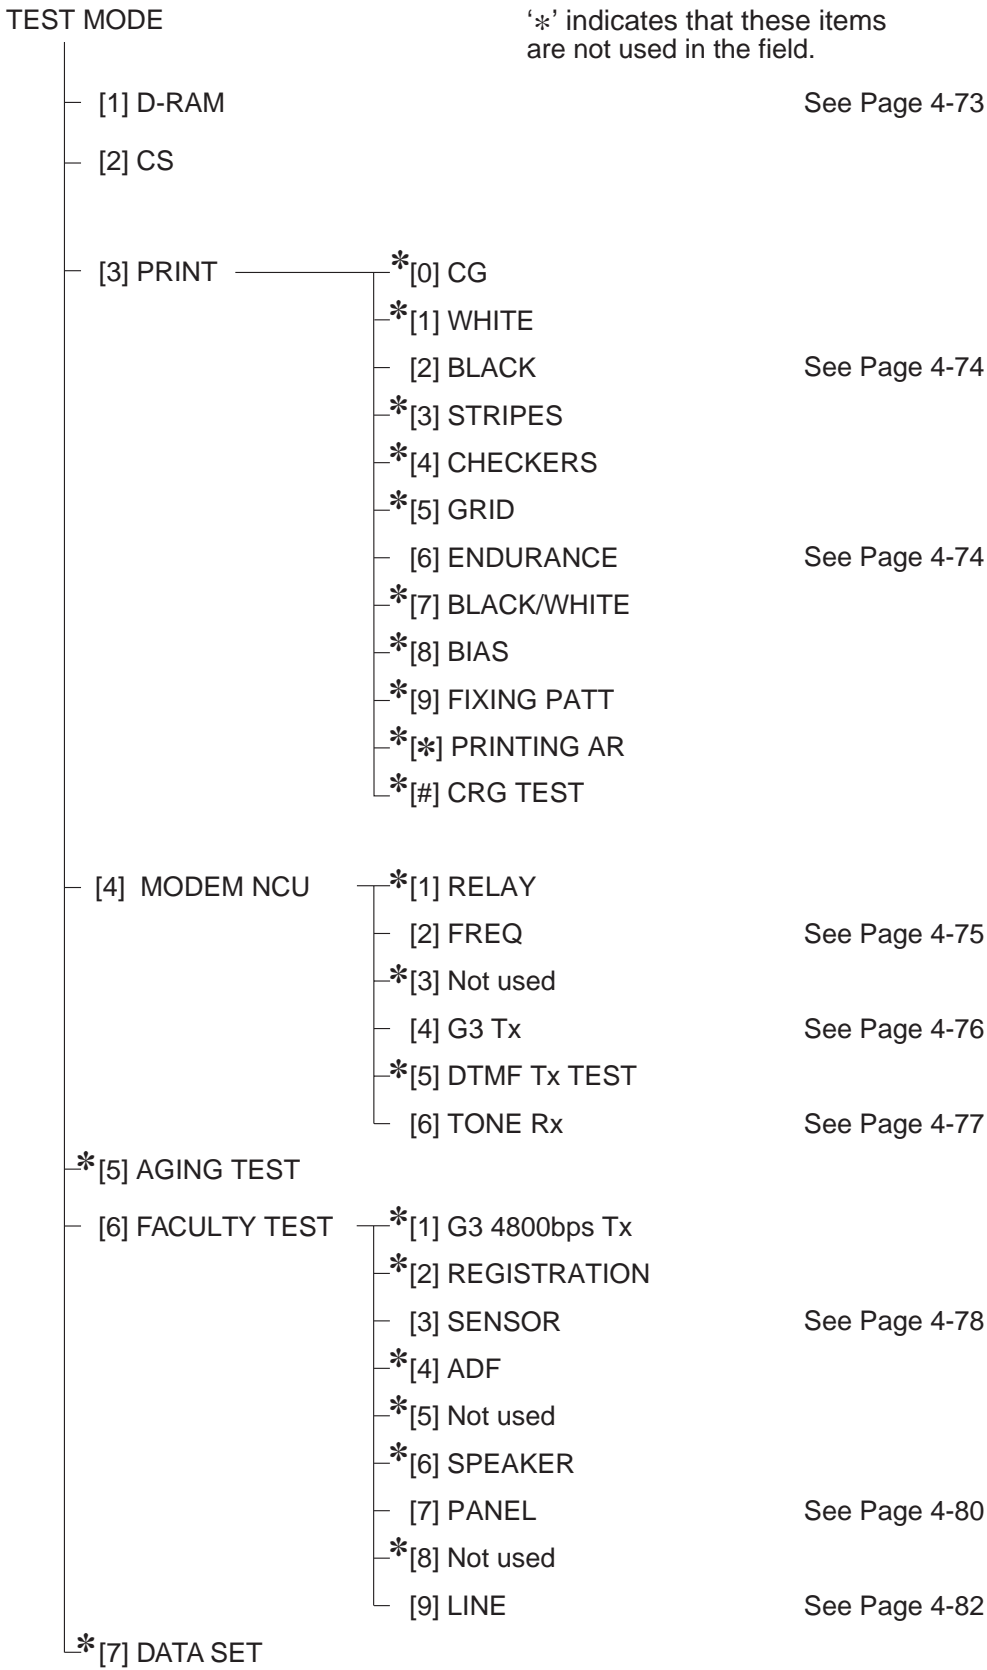 TEST MODE
‘*’ indicates that these items
are not used in the field.
[1] D-RAM See Page 4-73
[2] CS
[3] PRINT *[0] CG
*[1] WHITE
[2] BLACK See Page 4-74
*[3] STRIPES
*[4] CHECKERS
*[5] GRID
[6] ENDURANCE See Page 4-74
*[7] BLACK/WHITE
*[8] BIAS
*[9] FIXING PATT
*[*] PRINTING AR
*[#] CRG TEST
[4] MODEM NCU *[1] RELAY
[2] FREQ See Page 4-75
*[3] Not used
[4] G3 Tx See Page 4-76
*[5] DTMF Tx TEST
[6] TONE Rx See Page 4-77
*[5] AGING TEST
[6] FACULTY TEST *[1] G3 4800bps Tx
*[2] REGISTRATION
[3] SENSOR See Page 4-78
*[4] ADF
*[5] Not used
*[6] SPEAKER
[7] PANEL See Page 4-80
*[8] Not used
[9] LINE See Page 4-82
*[7] DATA SET